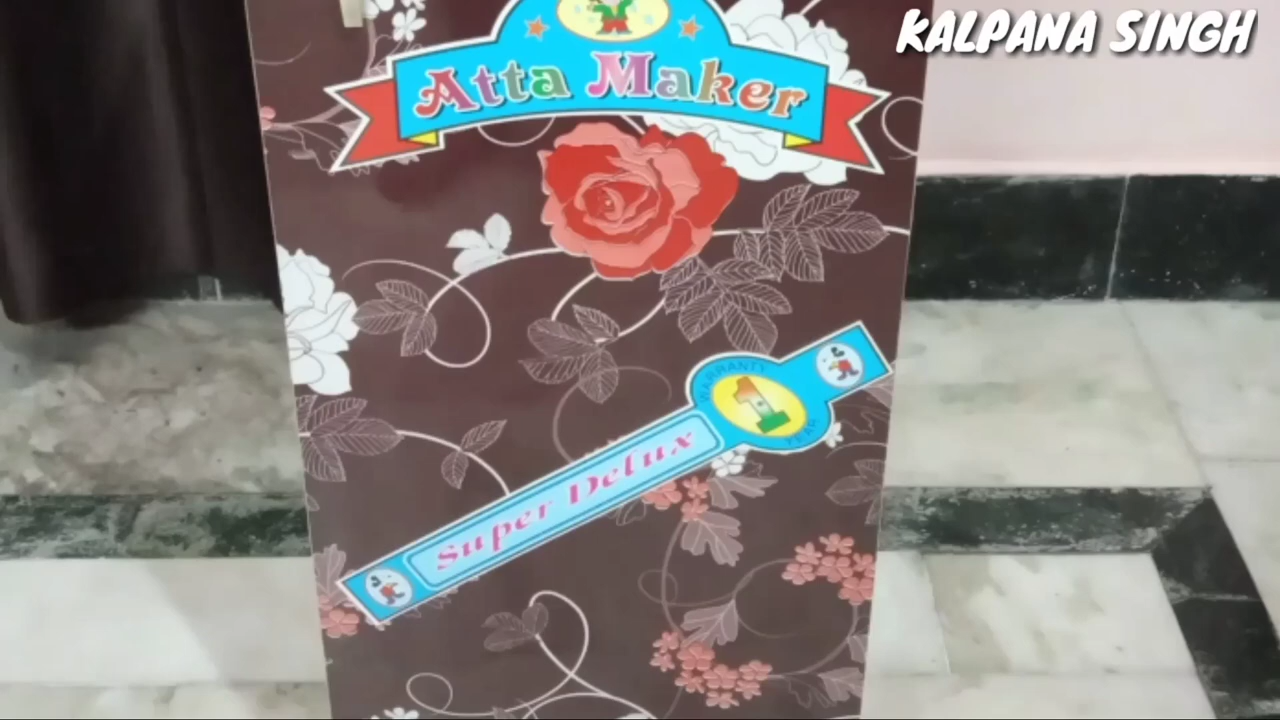 KALPANA SINGH
Atta Maker
WARRANTY
1
YEAR
Super Delux